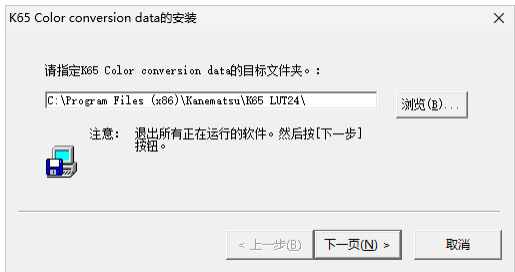 K65 Color conversion data的安装
请指定K65 Color conversion data的目标文件夹。:
C:\Program Files (x86)\Kanematsu\K65 LUT24\
浏览(B)...
注意: 退出所有正在运行的软件。然后按[下一步]
按钮。
< 上一步(B)
下一页(N) >
取消